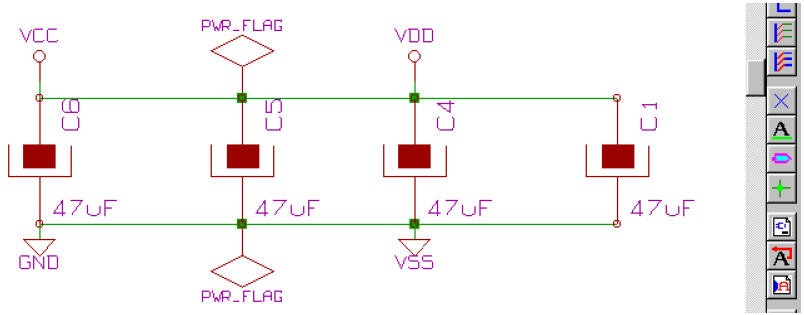 PWR_FLAG
VCC
VDD
C6
C5
C4
C1
47uF
47uF
47uF
47uF
GND
VSS
PWR_FLAG
A
A
A